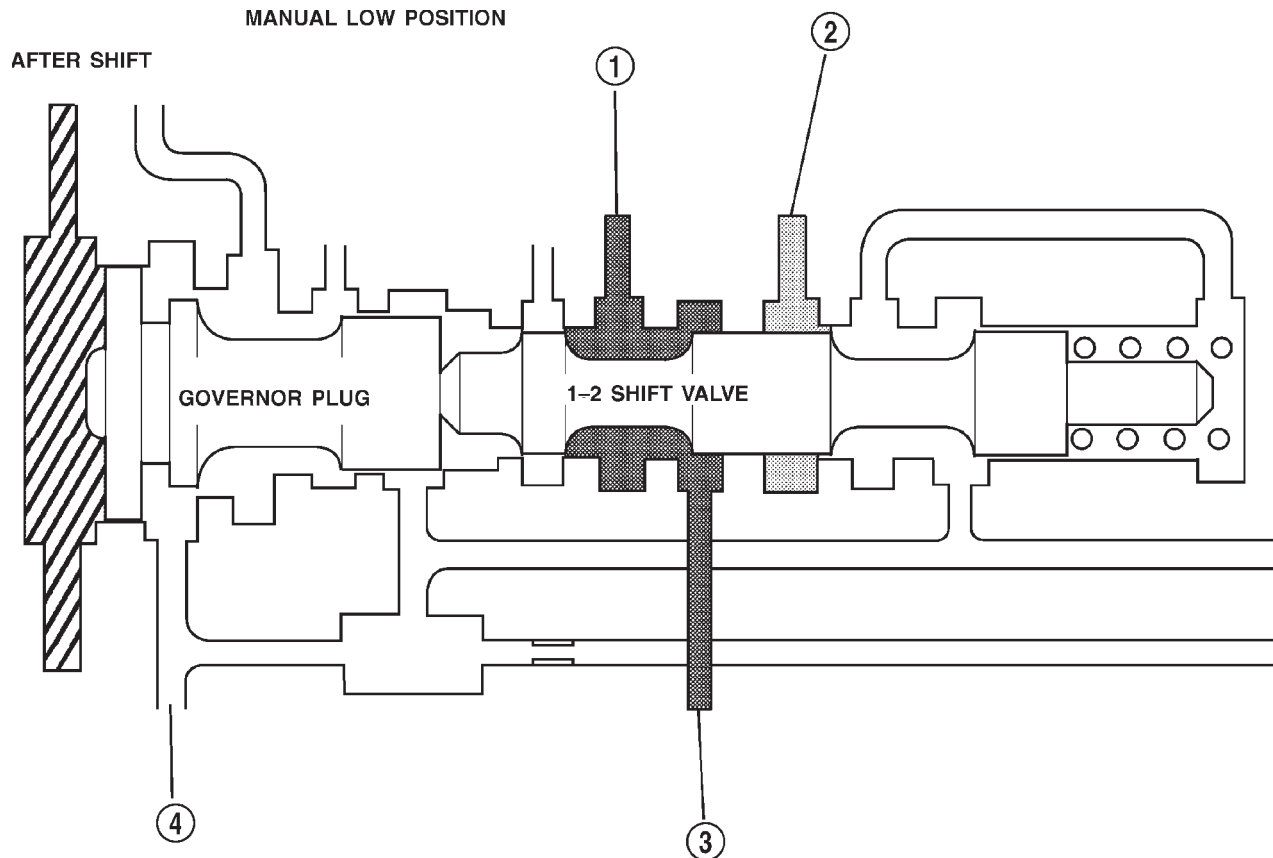 MANUAL LOW POSITION
AFTER SHIFT
1
2
GOVERNOR PLUG
1–2 SHIFT VALVE
4
3